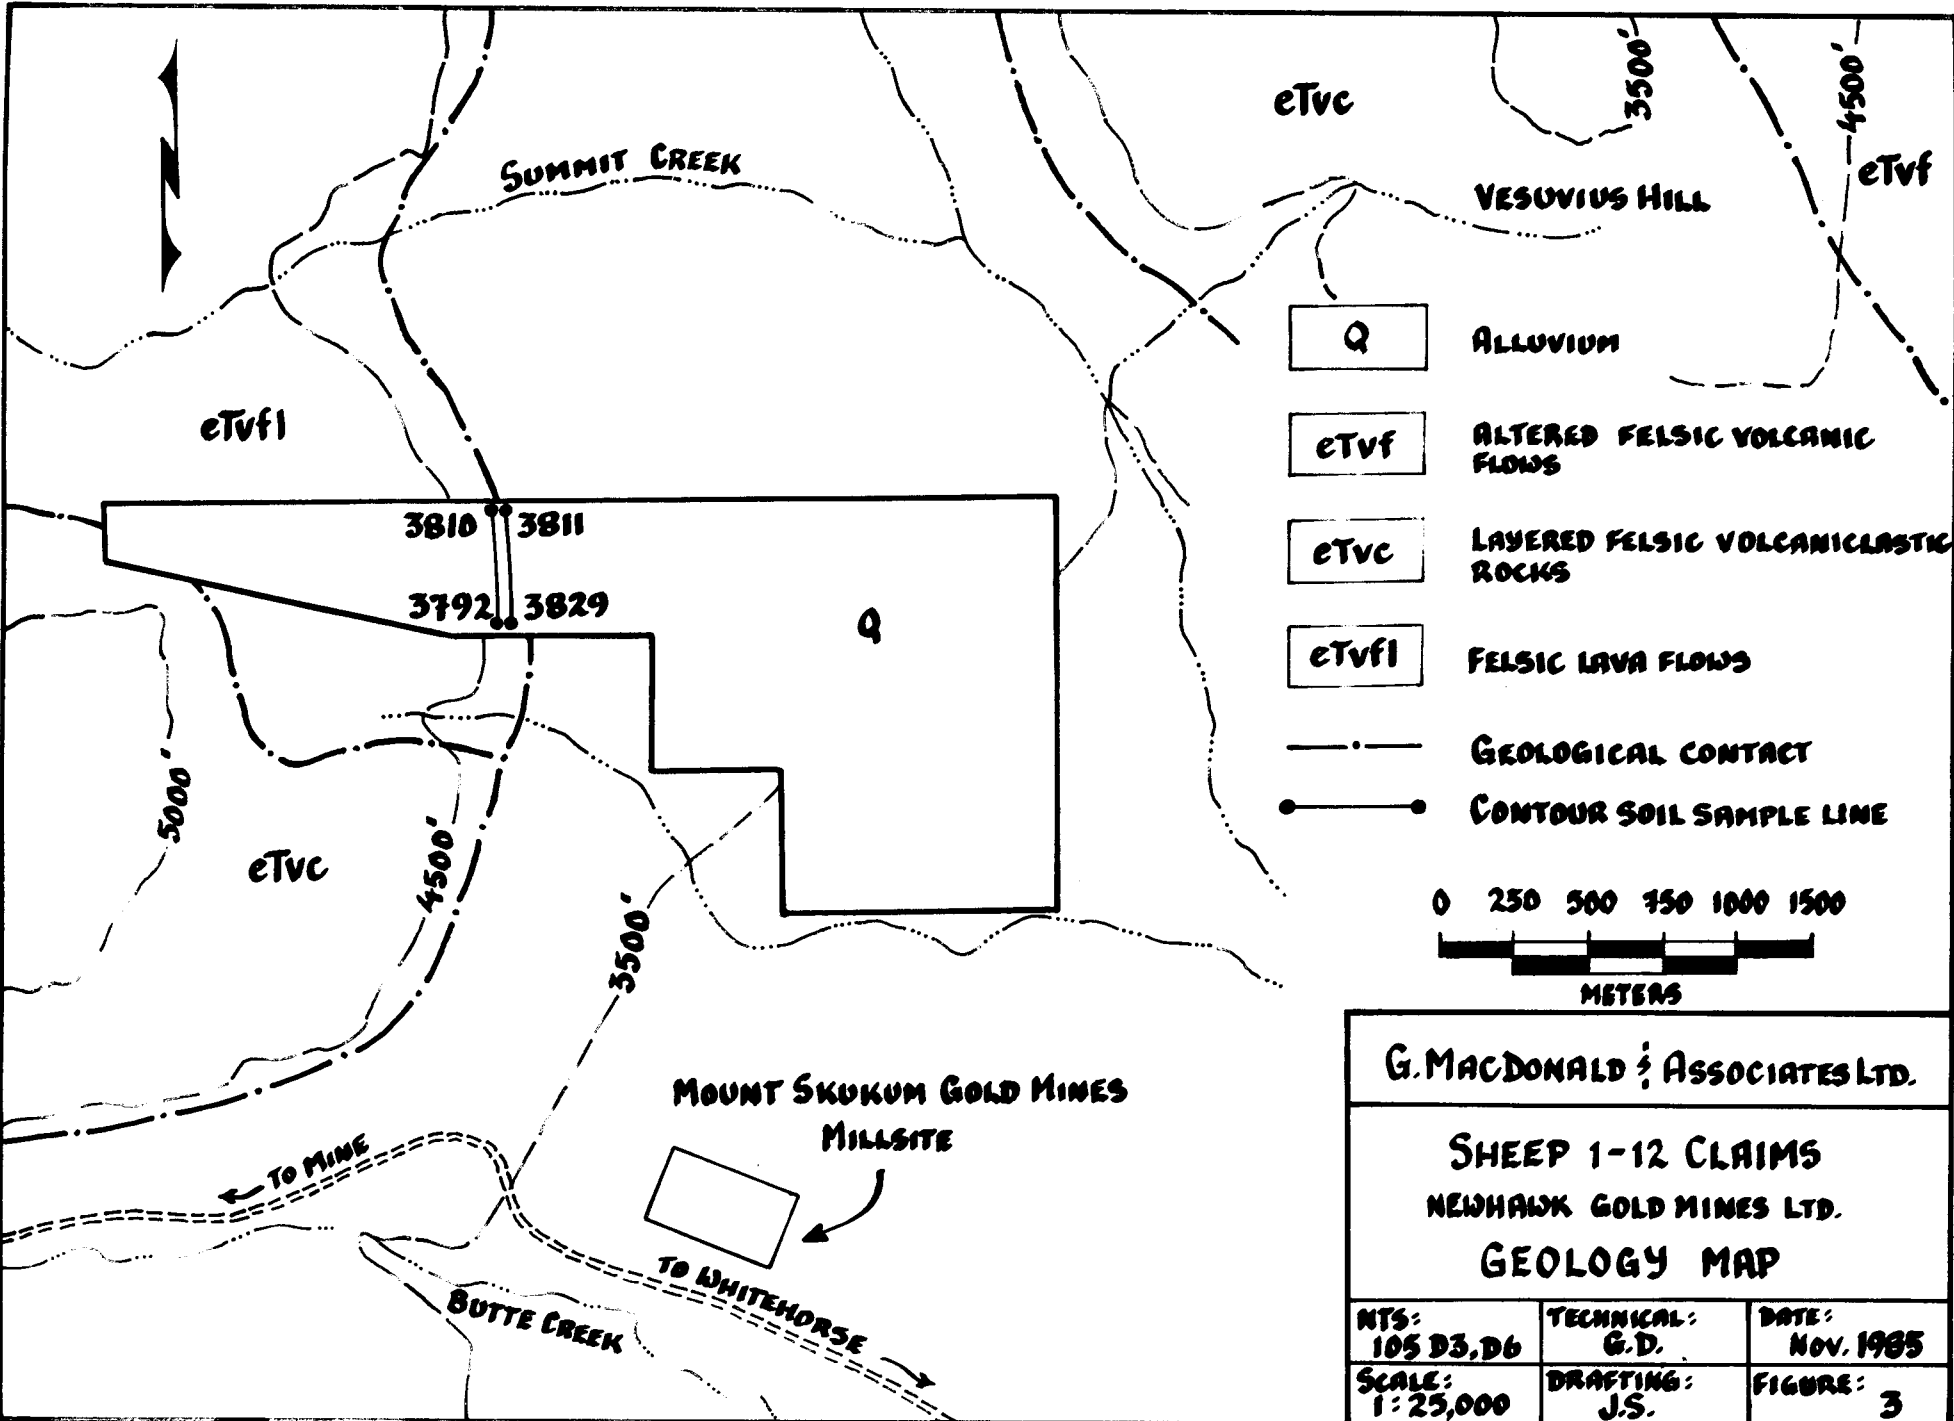 eTvc
3500'
4500'
eTvf
SUMMIT CREEK
VESUVIUS HILL
Q
ALLUVIUM
eTvfl
eTvf
ALTERED FELSIC VOLCANIC
FLOWS
3810
3811
eTvc
LAYERED FELSIC VOLCANICLASTIC
ROCKS
3792
3829
Q
eTvfl
FELSIC LAVA FLOWS
GEOLOGICAL CONTACT
5000'
CONTOUR SOIL SAMPLE LINE
eTvc
4500'
3500'
0 250 500 750 1000 1500
METERS
G. MACDONALD & ASSOCIATES LTD.
MOUNT SKUKUM GOLD MINES
MILLSITE
TO MINE
SHEEP 1-12 CLAIMS
NEWHAWK GOLD MINES LTD.
GEOLOGY MAP
TO WHITEHORSE
BUTTE CREEK
NTS:
105 D3, D6
TECHNICAL:
G.D.
DATE:
NOV. 1985
SCALE:
1:25,000
DRAFTING:
J.S.
FIGURE:
3